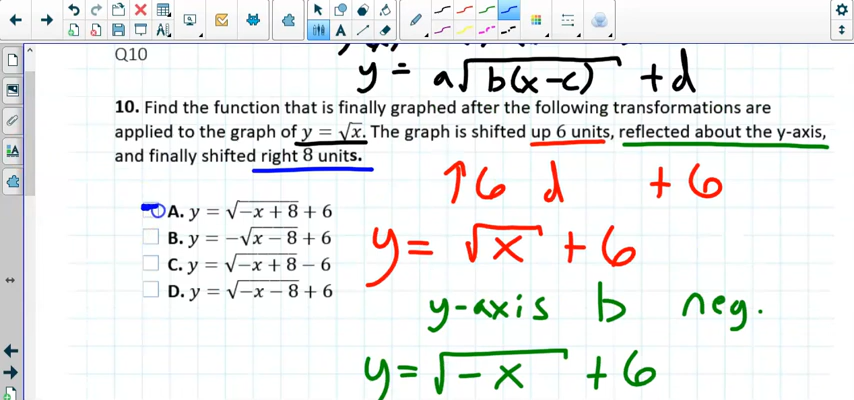 Q10
y = a√b(x-c) + d
10. Find the function that is finally graphed after the following transformations are
applied to the graph of y = √x. The graph is shifted up 6 units, reflected about the y-axis,
and finally shifted right 8 units.
↑6 d +6
A. y = √-x + 8 + 6
B. y = -√x - 8 + 6
C. y = √-x + 8 - 6
D. y = √-x - 8 + 6
y = √x + 6
y-axis b neg.
y = √-x + 6